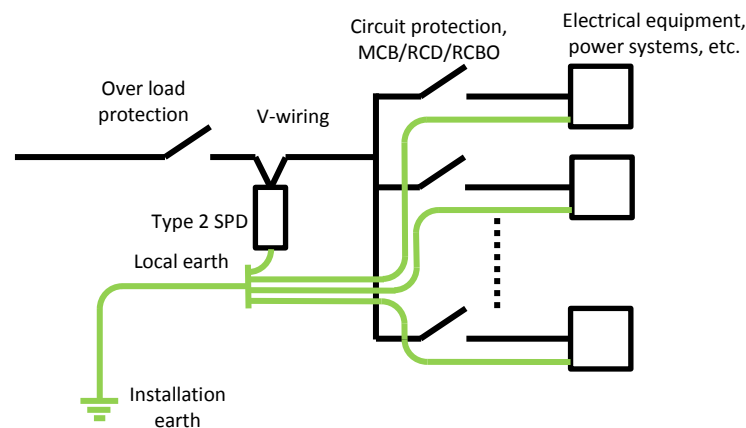 Circuit protection,
MCB/RCD/RCBO
Electrical equipment,
power systems, etc.
Over load
protection
V-wiring
Type 2 SPD
Local earth
Installation
earth